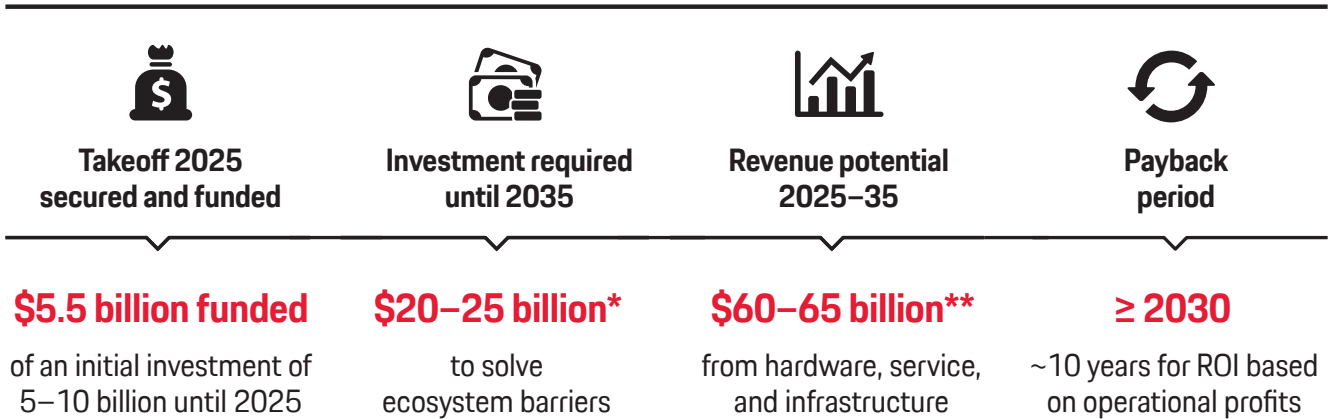 $
Takeoff 2025
secured and funded
Investment required
until 2035
Revenue potential
2025–35
Payback
period
$5.5 billion funded
of an initial investment of
5–10 billion until 2025
$20–25 billion*
to solve
ecosystem barriers
$60–65 billion**
from hardware, service,
and infrastructure
≥ 2030
~10 years for ROI based
on operational profits